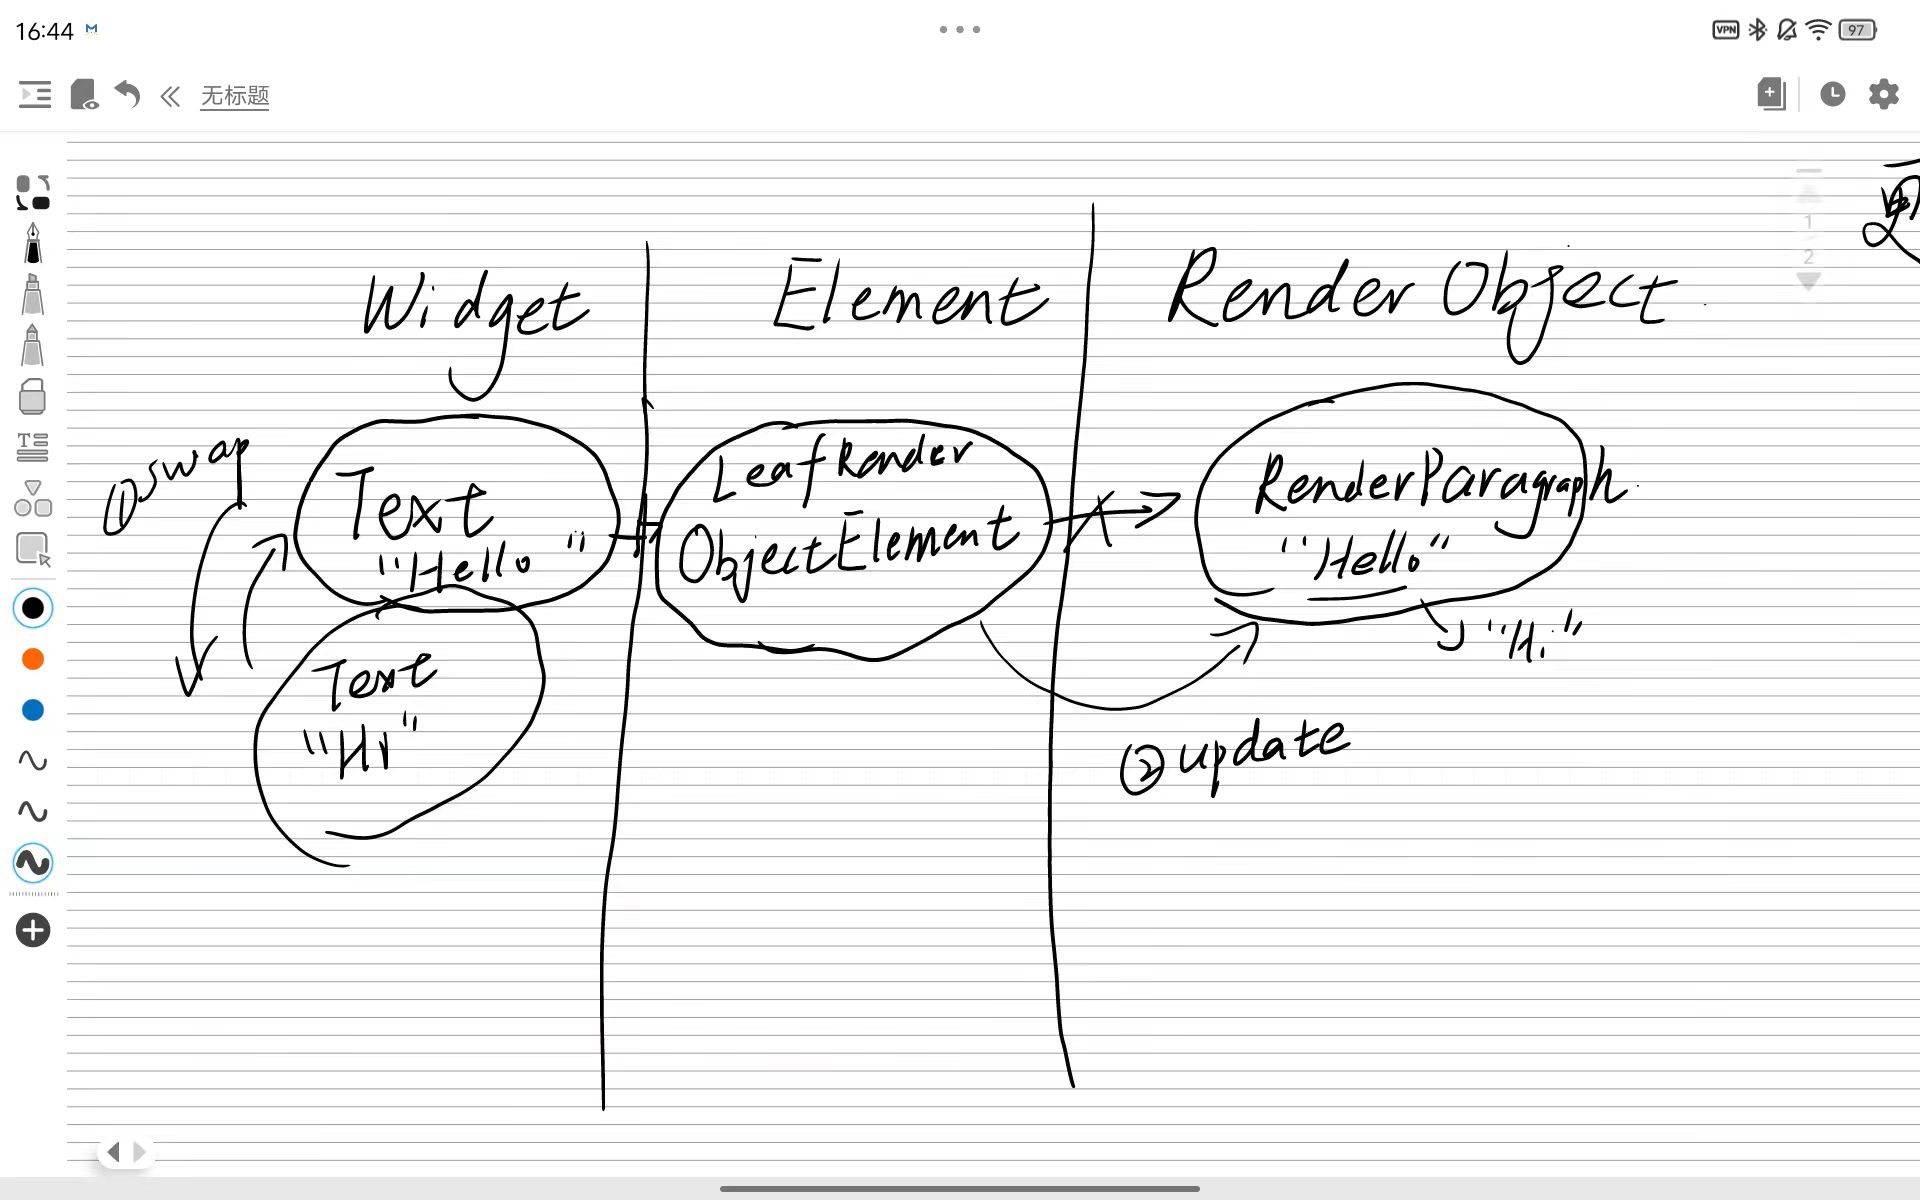 16:44
VPN
97
无标题
1
2
Widget
Element
Render Object
①swap
Text
"Hello"
LeafRender
ObjectElement
RenderParagraph
"Hello"
"Hi"
Text
"Hi"
②update